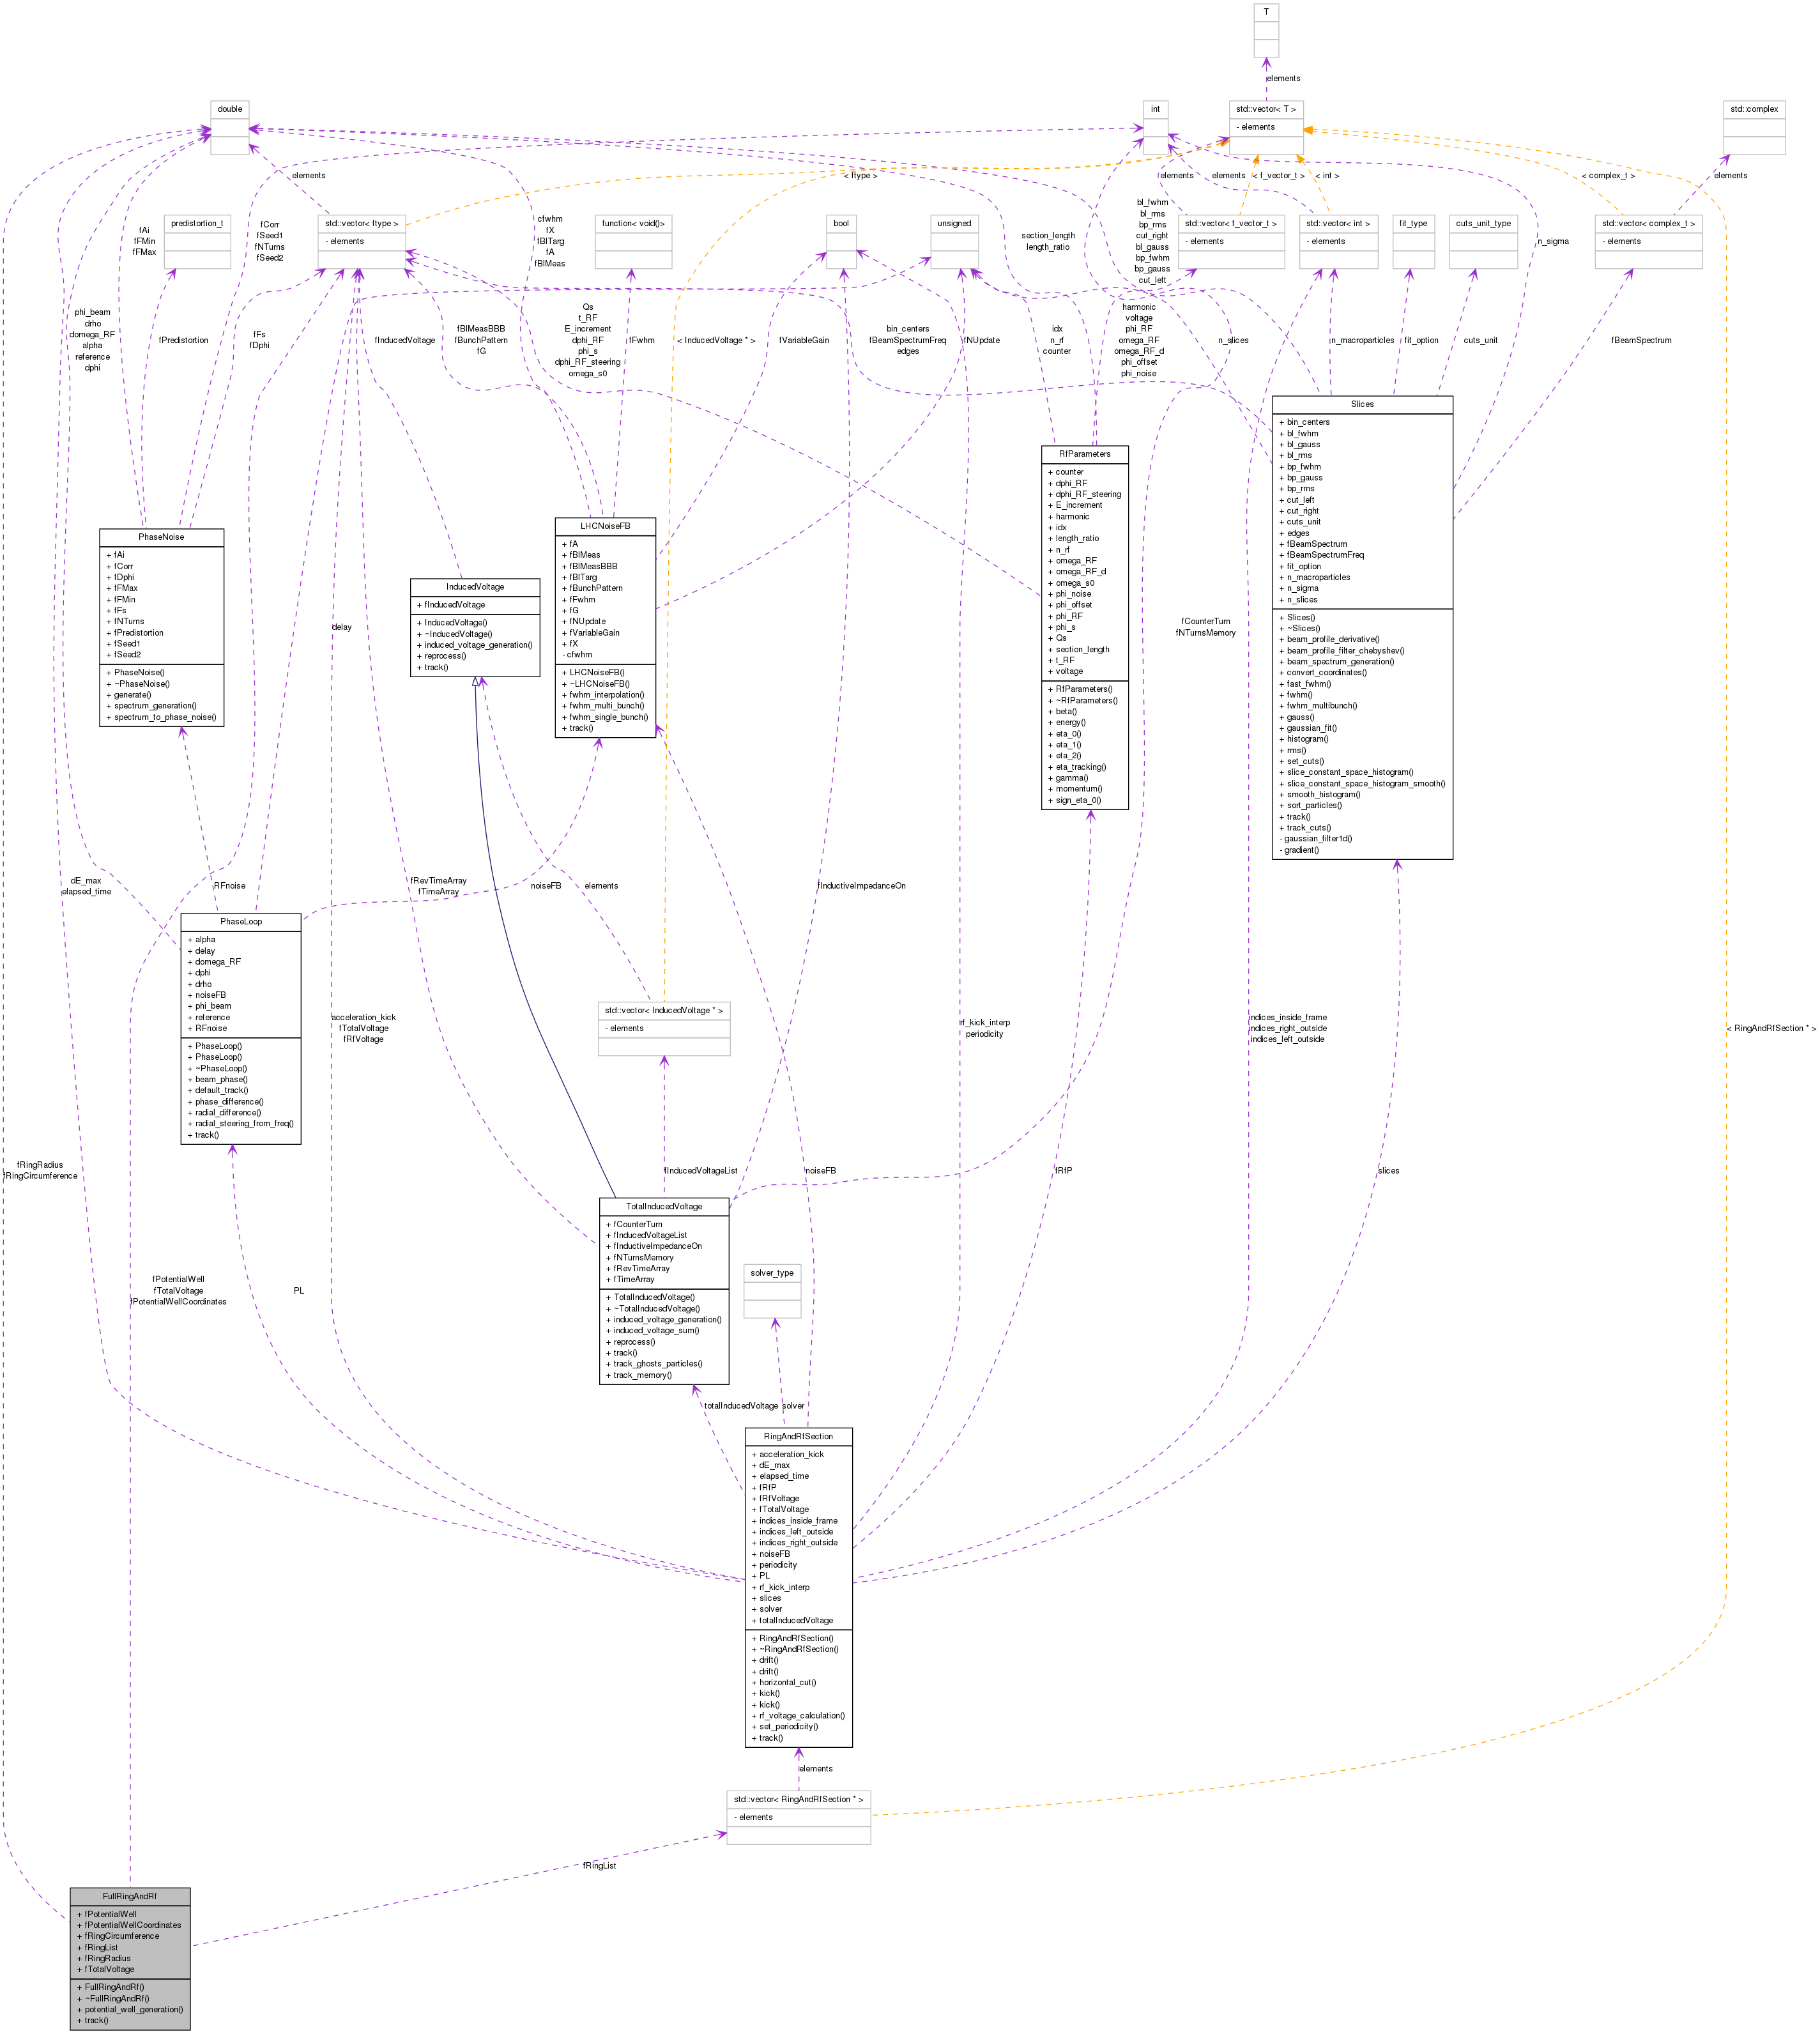 T
elements
double
int
std::vector< T >
- elements
std::complex
elements
< ftype >
elements
elements
< f_vector_t >
< int >
< complex_t >
elements
predistortion_t
std::vector< ftype >
- elements
function< void()>
bool
unsigned
std::vector< f_vector_t >
- elements
std::vector< int >
- elements
fit_type
cuts_unit_type
std::vector< complex_t >
- elements
fAi
fFMin
fFMax
fCorr
fSeed1
fNTurns
fSeed2
cfwhm
fX
fBlTarg
fA
fBlMeas
section_length
length_ratio
bl_fwhm
bl_rms
bp_rms
cut_right
bl_gauss
bp_fwhm
bp_gauss
cut_left
n_sigma
phi_beam
drho
domega_RF
alpha
reference
dphi
fPredistortion
fFs
fDphi
fInducedVoltage
fBlMeasBBB
fBunchPattern
fG
Qs
t_RF
E_increment
dphi_RF
phi_s
dphi_RF_steering
omega_s0
fFwhm
< InducedVoltage * >
fVariableGain
bin_centers
fBeamSpectrumFreq
edges
fNUpdate
idx
n_rf
counter
harmonic
voltage
phi_RF
omega_RF
omega_RF_d
phi_offset
phi_noise
n_slices
n_macroparticles
fit_option
cuts_unit
fBeamSpectrum
Slices
+ bin_centers
+ bl_fwhm
+ bl_gauss
+ bl_rms
+ bp_fwhm
+ bp_gauss
+ bp_rms
+ cut_left
+ cut_right
+ cuts_unit
+ edges
+ fBeamSpectrum
+ fBeamSpectrumFreq
+ fit_option
+ n_macroparticles
+ n_sigma
+ n_slices
+ Slices()
+ ~Slices()
+ beam_profile_derivative()
+ beam_profile_filter_chebyshev()
+ beam_spectrum_generation()
+ convert_coordinates()
+ fast_fwhm()
+ fwhm()
+ fwhm_multibunch()
+ gauss()
+ gaussian_fit()
+ histogram()
+ rms()
+ set_cuts()
+ slice_constant_space_histogram()
+ slice_constant_space_histogram_smooth()
+ smooth_histogram()
+ sort_particles()
+ track()
+ track_cuts()
- gaussian_filter1d()
- gradient()
RfParameters
+ counter
+ dphi_RF
+ dphi_RF_steering
+ E_increment
+ harmonic
+ idx
+ length_ratio
+ n_rf
+ omega_RF
+ omega_RF_d
+ omega_s0
+ phi_noise
+ phi_offset
+ phi_RF
+ phi_s
+ Qs
+ section_length
+ t_RF
+ voltage
+ RfParameters()
+ ~RfParameters()
+ beta()
+ energy()
+ eta_0()
+ eta_1()
+ eta_2()
+ eta_tracking()
+ gamma()
+ momentum()
+ sign_eta_0()
LHCNoiseFB
+ fA
+ fBlMeas
+ fBlMeasBBB
+ fBlTarg
+ fBunchPattern
+ fFwhm
+ fG
+ fNUpdate
+ fVariableGain
+ fX
- cfwhm
+ LHCNoiseFB()
+ ~LHCNoiseFB()
+ fwhm_interpolation()
+ fwhm_multi_bunch()
+ fwhm_single_bunch()
+ track()
PhaseNoise
+ fAi
+ fCorr
+ fDphi
+ fFMax
+ fFMin
+ fFs
+ fNTurns
+ fPredistortion
+ fSeed1
+ fSeed2
+ PhaseNoise()
+ ~PhaseNoise()
+ generate()
+ spectrum_generation()
+ spectrum_to_phase_noise()
InducedVoltage
+ fInducedVoltage
+ InducedVoltage()
+ ~InducedVoltage()
+ induced_voltage_generation()
+ reprocess()
+ track()
delay
fCounterTurn
fNTurnsMemory
dE_max
elapsed_time
RFnoise
fRevTimeArray
fTimeArray
noiseFB
elements
fInductiveImpedanceOn
PhaseLoop
+ alpha
+ delay
+ domega_RF
+ dphi
+ drho
+ noiseFB
+ phi_beam
+ reference
+ RFnoise
+ PhaseLoop()
+ PhaseLoop()
+ ~PhaseLoop()
+ beam_phase()
+ default_track()
+ phase_difference()
+ radial_difference()
+ radial_steering_from_freq()
+ track()
acceleration_kick
fTotalVoltage
fRfVoltage
std::vector< InducedVoltage * >
- elements
rf_kick_interp
periodicity
indices_inside_frame
indices_right_outside
indices_left_outside
< RingAndRfSection * >
fRingRadius
fRingCircumference
fInducedVoltageList
noiseFB
fRfP
slices
TotalInducedVoltage
+ fCounterTurn
+ fInducedVoltageList
+ fInductiveImpedanceOn
+ fNTurnsMemory
+ fRevTimeArray
+ fTimeArray
+ TotalInducedVoltage()
+ ~TotalInducedVoltage()
+ induced_voltage_generation()
+ induced_voltage_sum()
+ reprocess()
+ track()
+ track_ghosts_particles()
+ track_memory()
solver_type
fPotentialWell
fTotalVoltage
fPotentialWellCoordinates
PL
totalInducedVoltage
solver
RingAndRfSection
+ acceleration_kick
+ dE_max
+ elapsed_time
+ fRfP
+ fRfVoltage
+ fTotalVoltage
+ indices_inside_frame
+ indices_left_outside
+ indices_right_outside
+ noiseFB
+ periodicity
+ PL
+ rf_kick_interp
+ slices
+ solver
+ totalInducedVoltage
+ RingAndRfSection()
+ ~RingAndRfSection()
+ drift()
+ drift()
+ horizontal_cut()
+ kick()
+ kick()
+ rf_voltage_calculation()
+ set_periodicity()
+ track()
elements
std::vector< RingAndRfSection * >
- elements
fRingList
FullRingAndRf
+ fPotentialWell
+ fPotentialWellCoordinates
+ fRingCircumference
+ fRingList
+ fRingRadius
+ fTotalVoltage
+ FullRingAndRf()
+ ~FullRingAndRf()
+ potential_well_generation()
+ track()